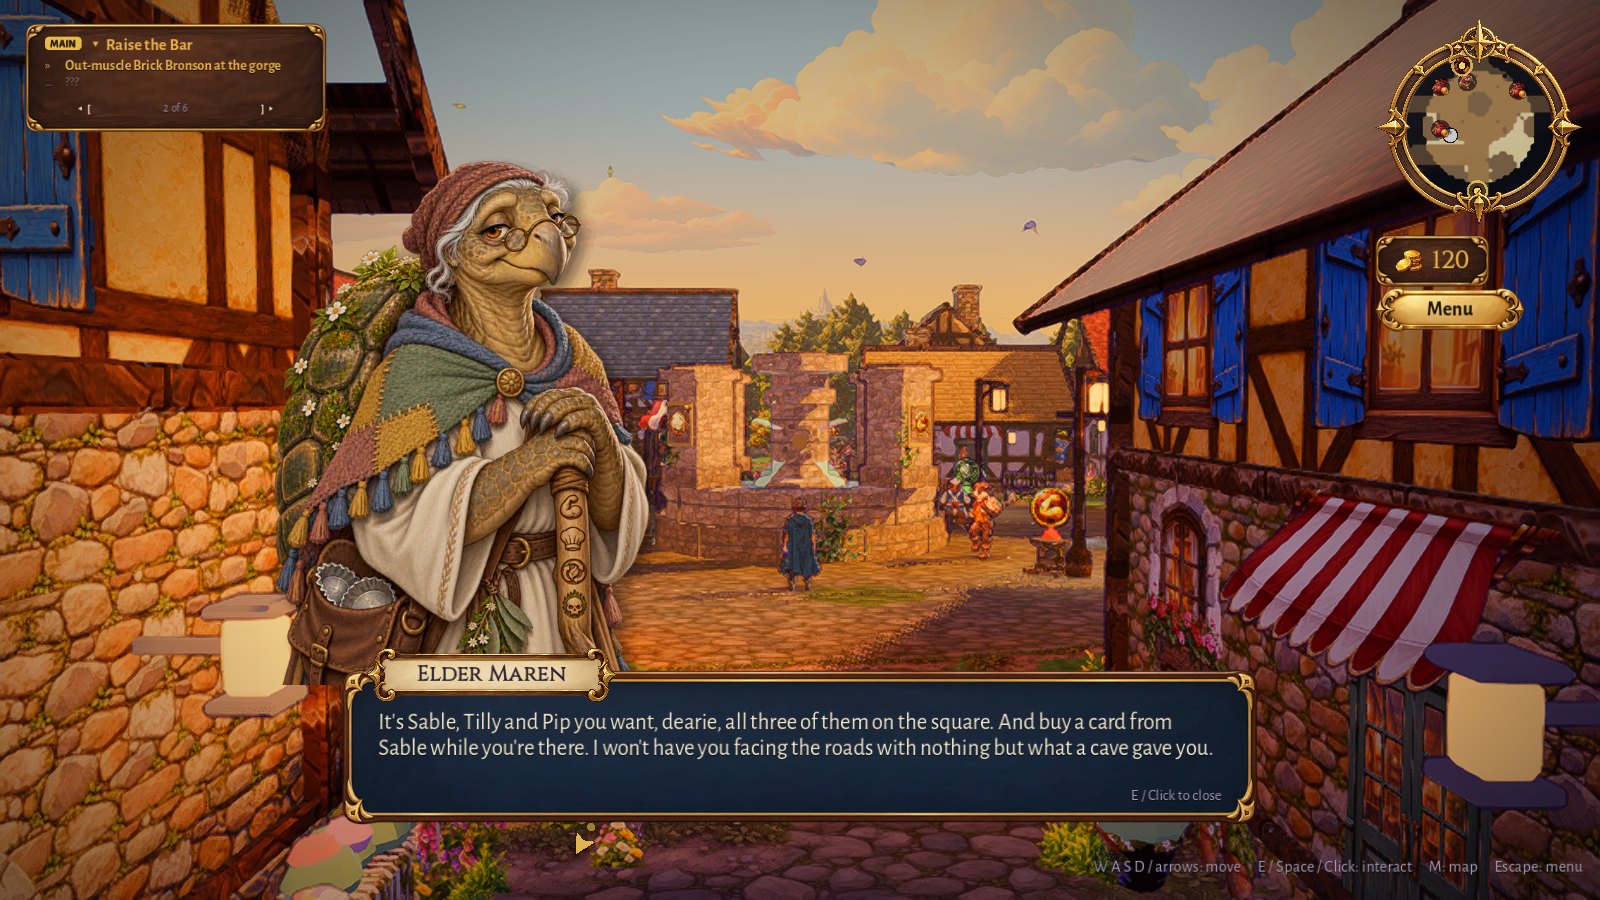 MAIN ▾ Raise the Bar
» Out-muscle Brick Bronson at the gorge
... ???
◂ [ 2 of 6 ] ▸
120
Menu
ELDER MAREN
It's Sable, Tilly and Pip you want, dearie, all three of them on the square. And buy a card from
Sable while you're there. I won't have you facing the roads with nothing but what a cave gave you.
E / Click to close
W A S D / arrows: move E / Space / Click: interact M: map Escape: menu